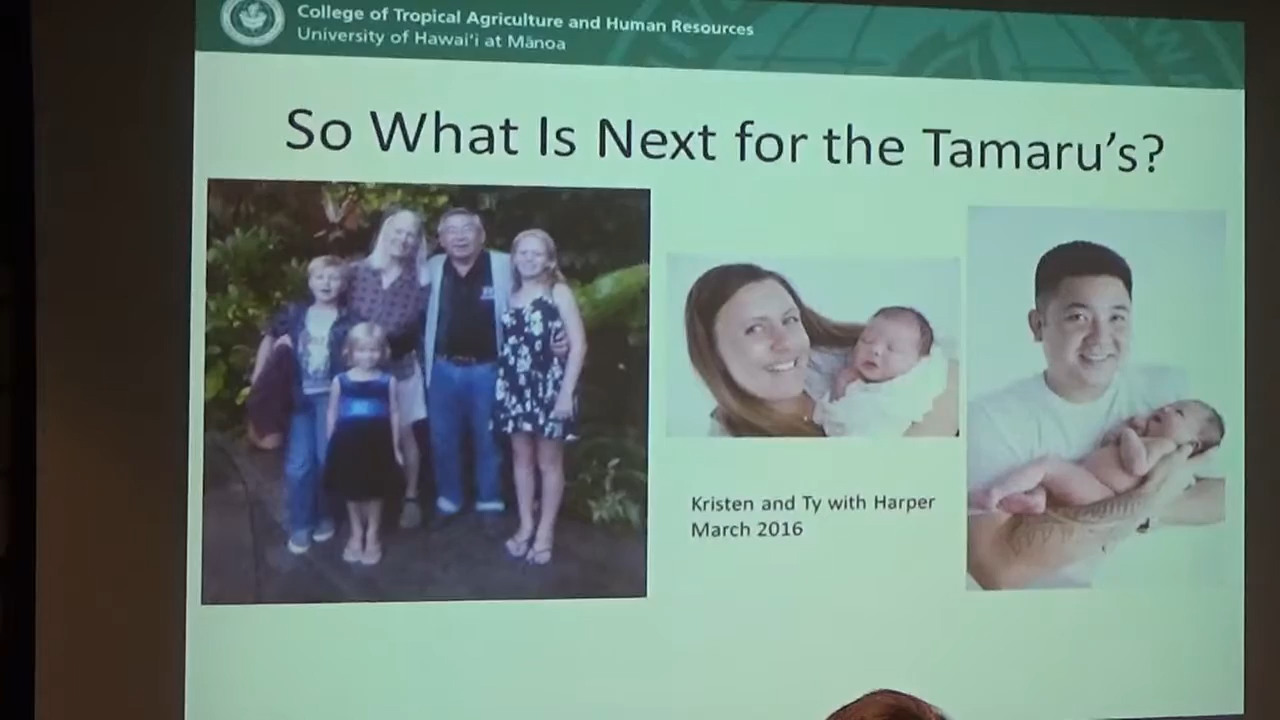 College of Tropical Agriculture and Human Resources
University of Hawai'i at Mānoa
So What Is Next for the Tamaru's?
Kristen and Ty with Harper
March 2016